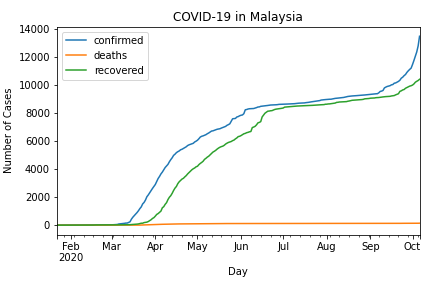 COVID-19 in Malaysia
14000
12000
10000
8000
6000
4000
2000
0
Number of Cases
confirmed
deaths
recovered
Feb Mar Apr May Jun Jul Aug Sep Oct
2020
Day